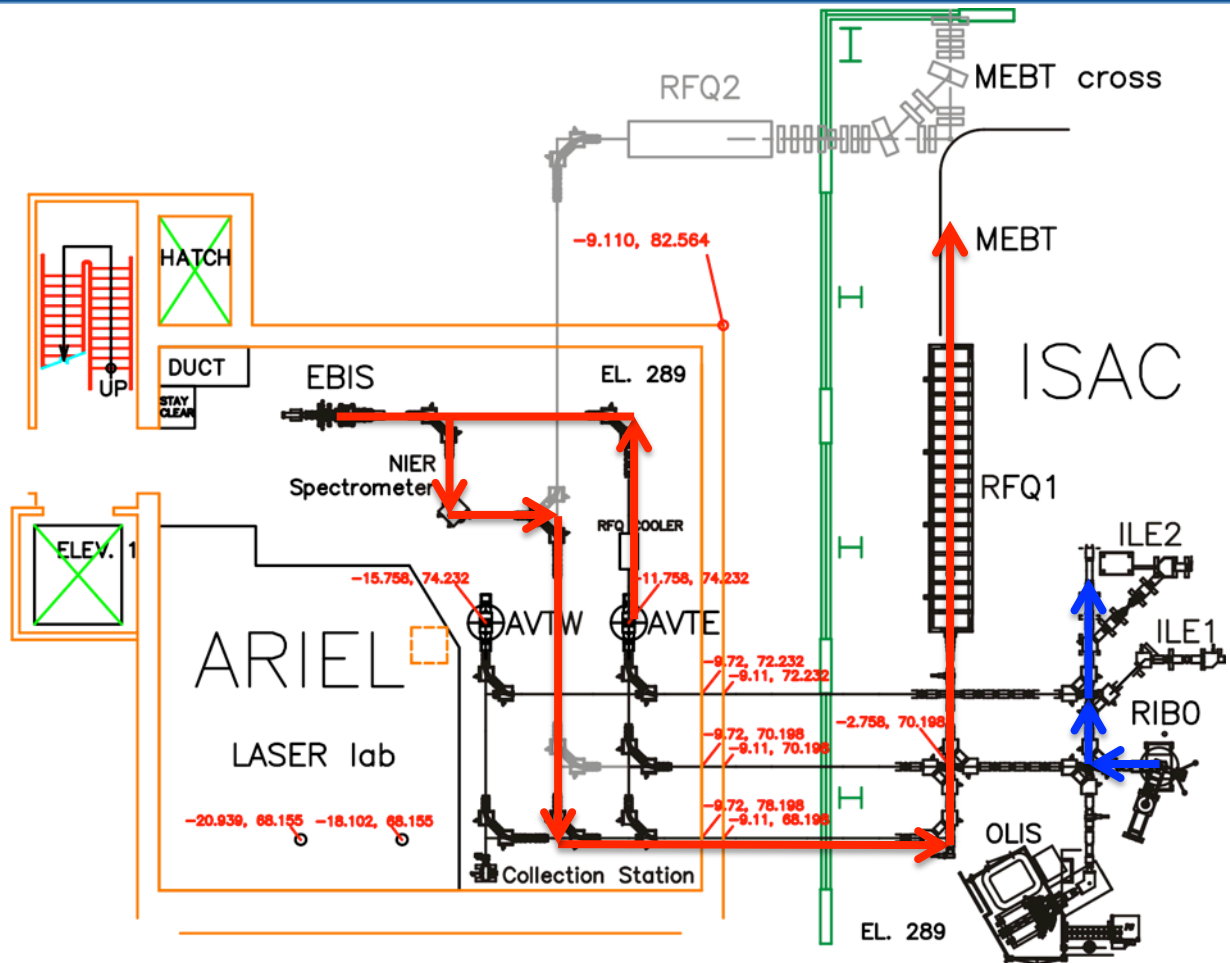 RFQ2
MEBT cross
-9.110, 82.564
MEBT
HATCH
UP
DUCT
STAY
CLEAR
EBIS
EL. 289
ISAC
NIER
Spectrometer
RFQ1
RFQ COOLER
ELEV. 1
ILE2
-15.758, 74.232
-11.758, 74.232
AVTW
AVTE
ILE1
ARIEL
-9.72, 72.232
-9.11, 72.232
RIB0
-2.758, 70.198
-9.72, 70.198
-9.11, 70.198
LASER lab
-9.72, 78.198
-9.11, 68.198
-20.939, 68.155
-18.102, 68.155
OLIS
Collection Station
EL. 289